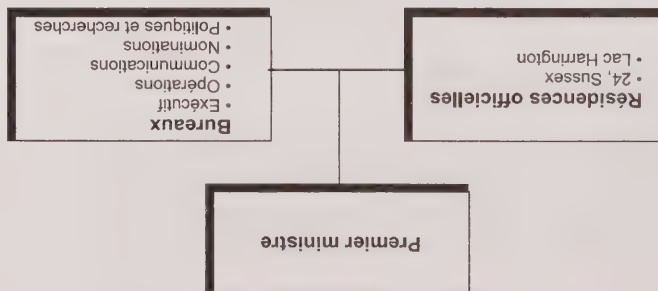 Premier ministre
Résidences officielles
• 24, Sussex
• Lac Harrington
Bureaux
• Exécutif
• Opérations
• Communications
• Nominations
• Politiques et recherches